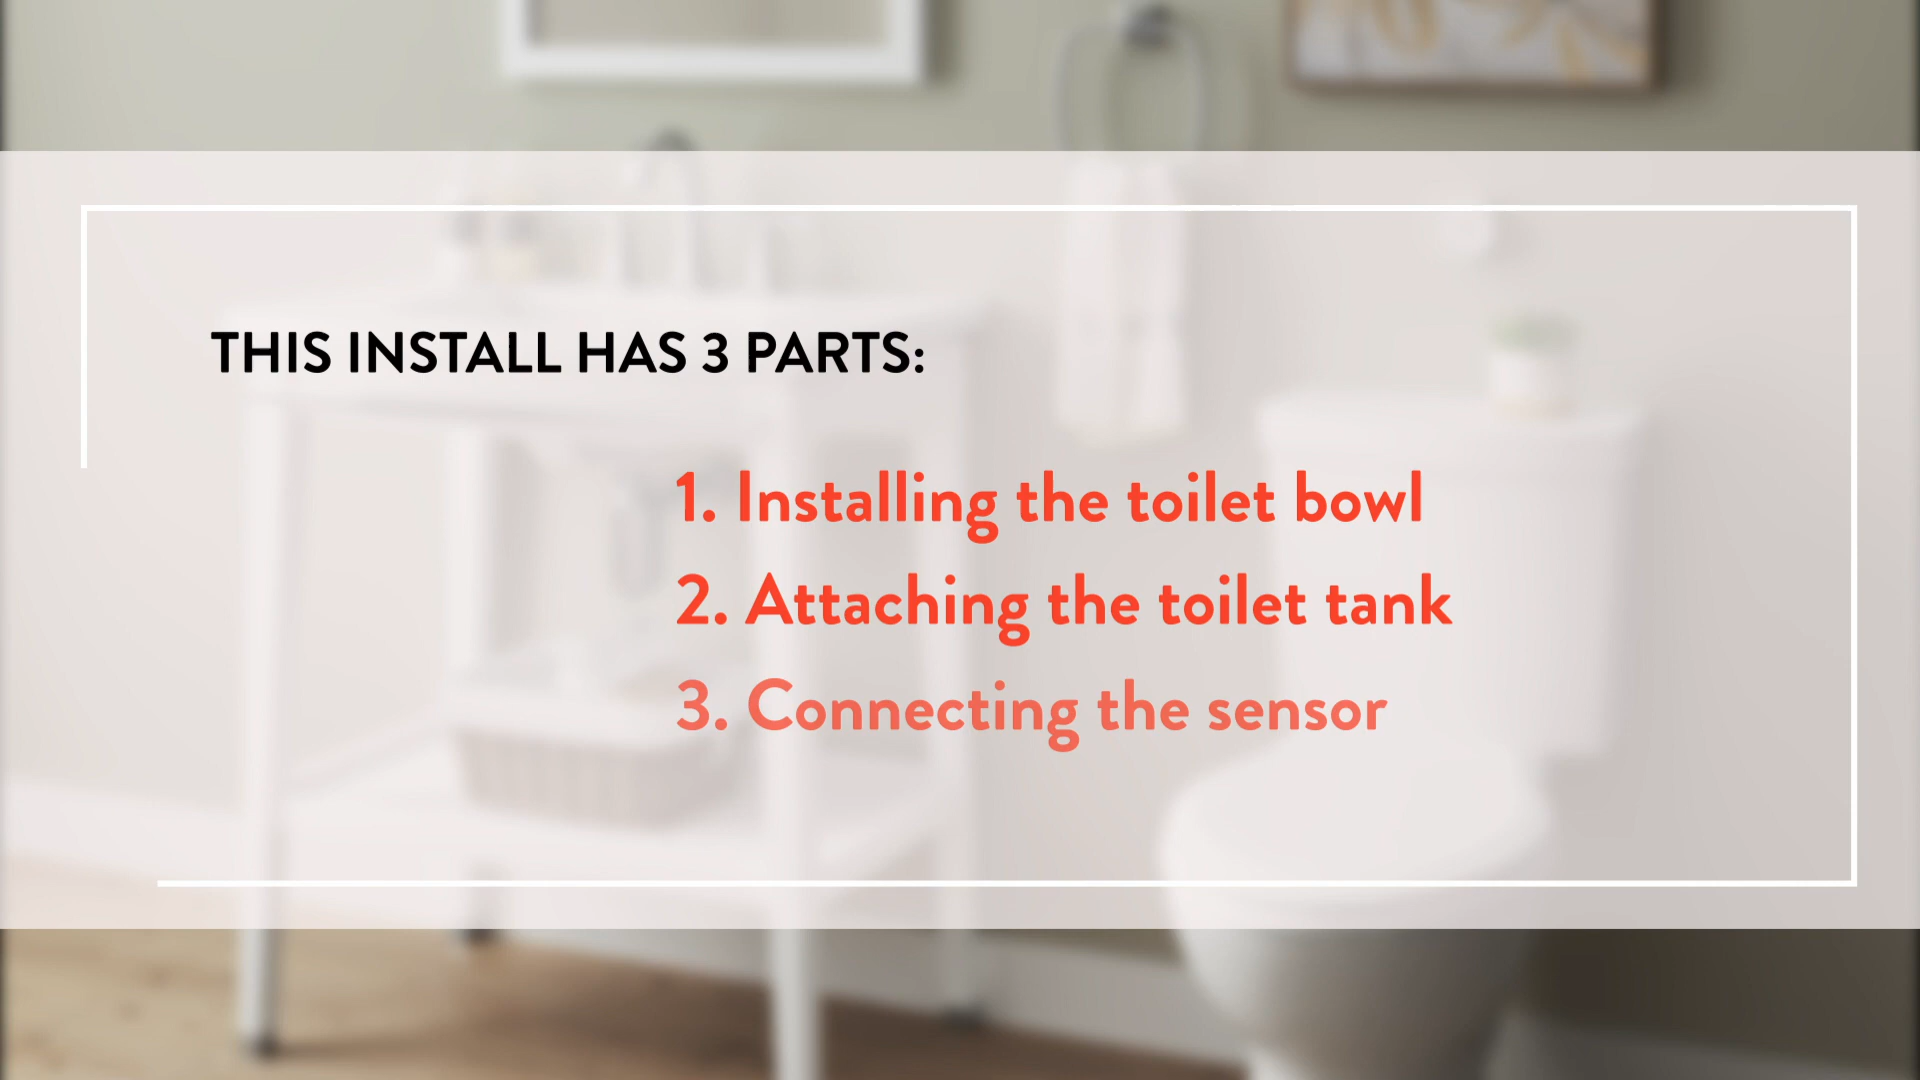 THIS INSTALL HAS 3 PARTS:
1. Installing the toilet bowl
2. Attaching the toilet tank
3. Connecting the sensor